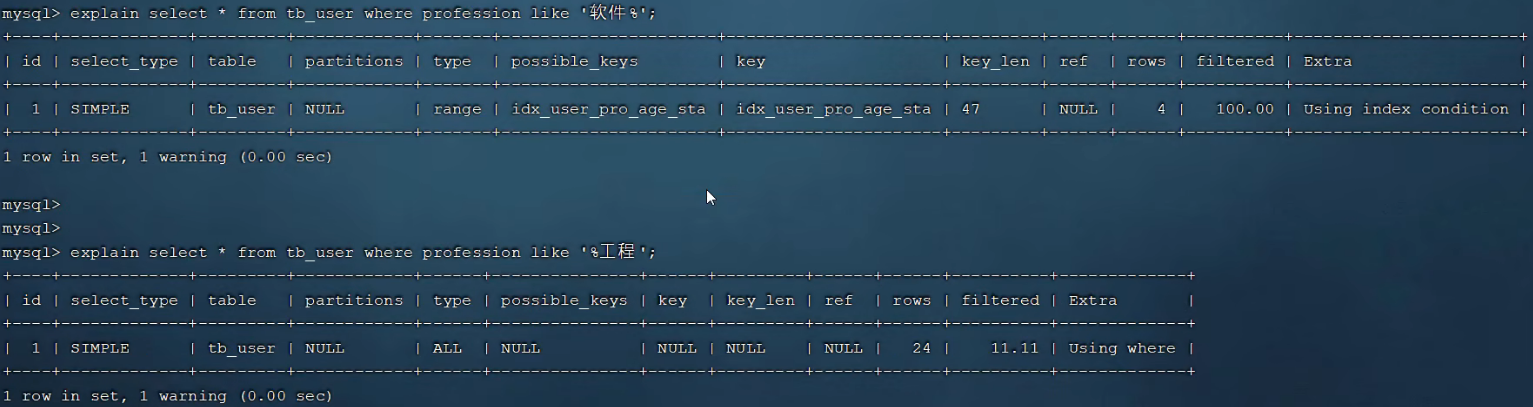 mysql> explain select * from tb_user where profession like '软件%';
+----+-------------+---------+------------+-------+----------------------+----------------------+---------+------+------+----------+-----------------------+
| id | select_type | table   | partitions | type  | possible_keys        | key                  | key_len | ref  | rows | filtered | Extra                 |
+----+-------------+---------+------------+-------+----------------------+----------------------+---------+------+------+----------+-----------------------+
|  1 | SIMPLE      | tb_user | NULL       | range | idx_user_pro_age_sta | idx_user_pro_age_sta | 47      | NULL |    4 |   100.00 | Using index condition |
+----+-------------+---------+------------+-------+----------------------+----------------------+---------+------+------+----------+-----------------------+
1 row in set, 1 warning (0.00 sec)

mysql>
mysql>
mysql> explain select * from tb_user where profession like '%工程';
+----+-------------+---------+------------+------+---------------+------+---------+------+------+----------+-------------+
| id | select_type | table   | partitions | type | possible_keys | key  | key_len | ref  | rows | filtered | Extra       |
+----+-------------+---------+------------+------+---------------+------+---------+------+------+----------+-------------+
|  1 | SIMPLE      | tb_user | NULL       | ALL  | NULL          | NULL | NULL    | NULL |   24 |    11.11 | Using where |
+----+-------------+---------+------------+------+---------------+------+---------+------+------+----------+-------------+
1 row in set, 1 warning (0.00 sec)